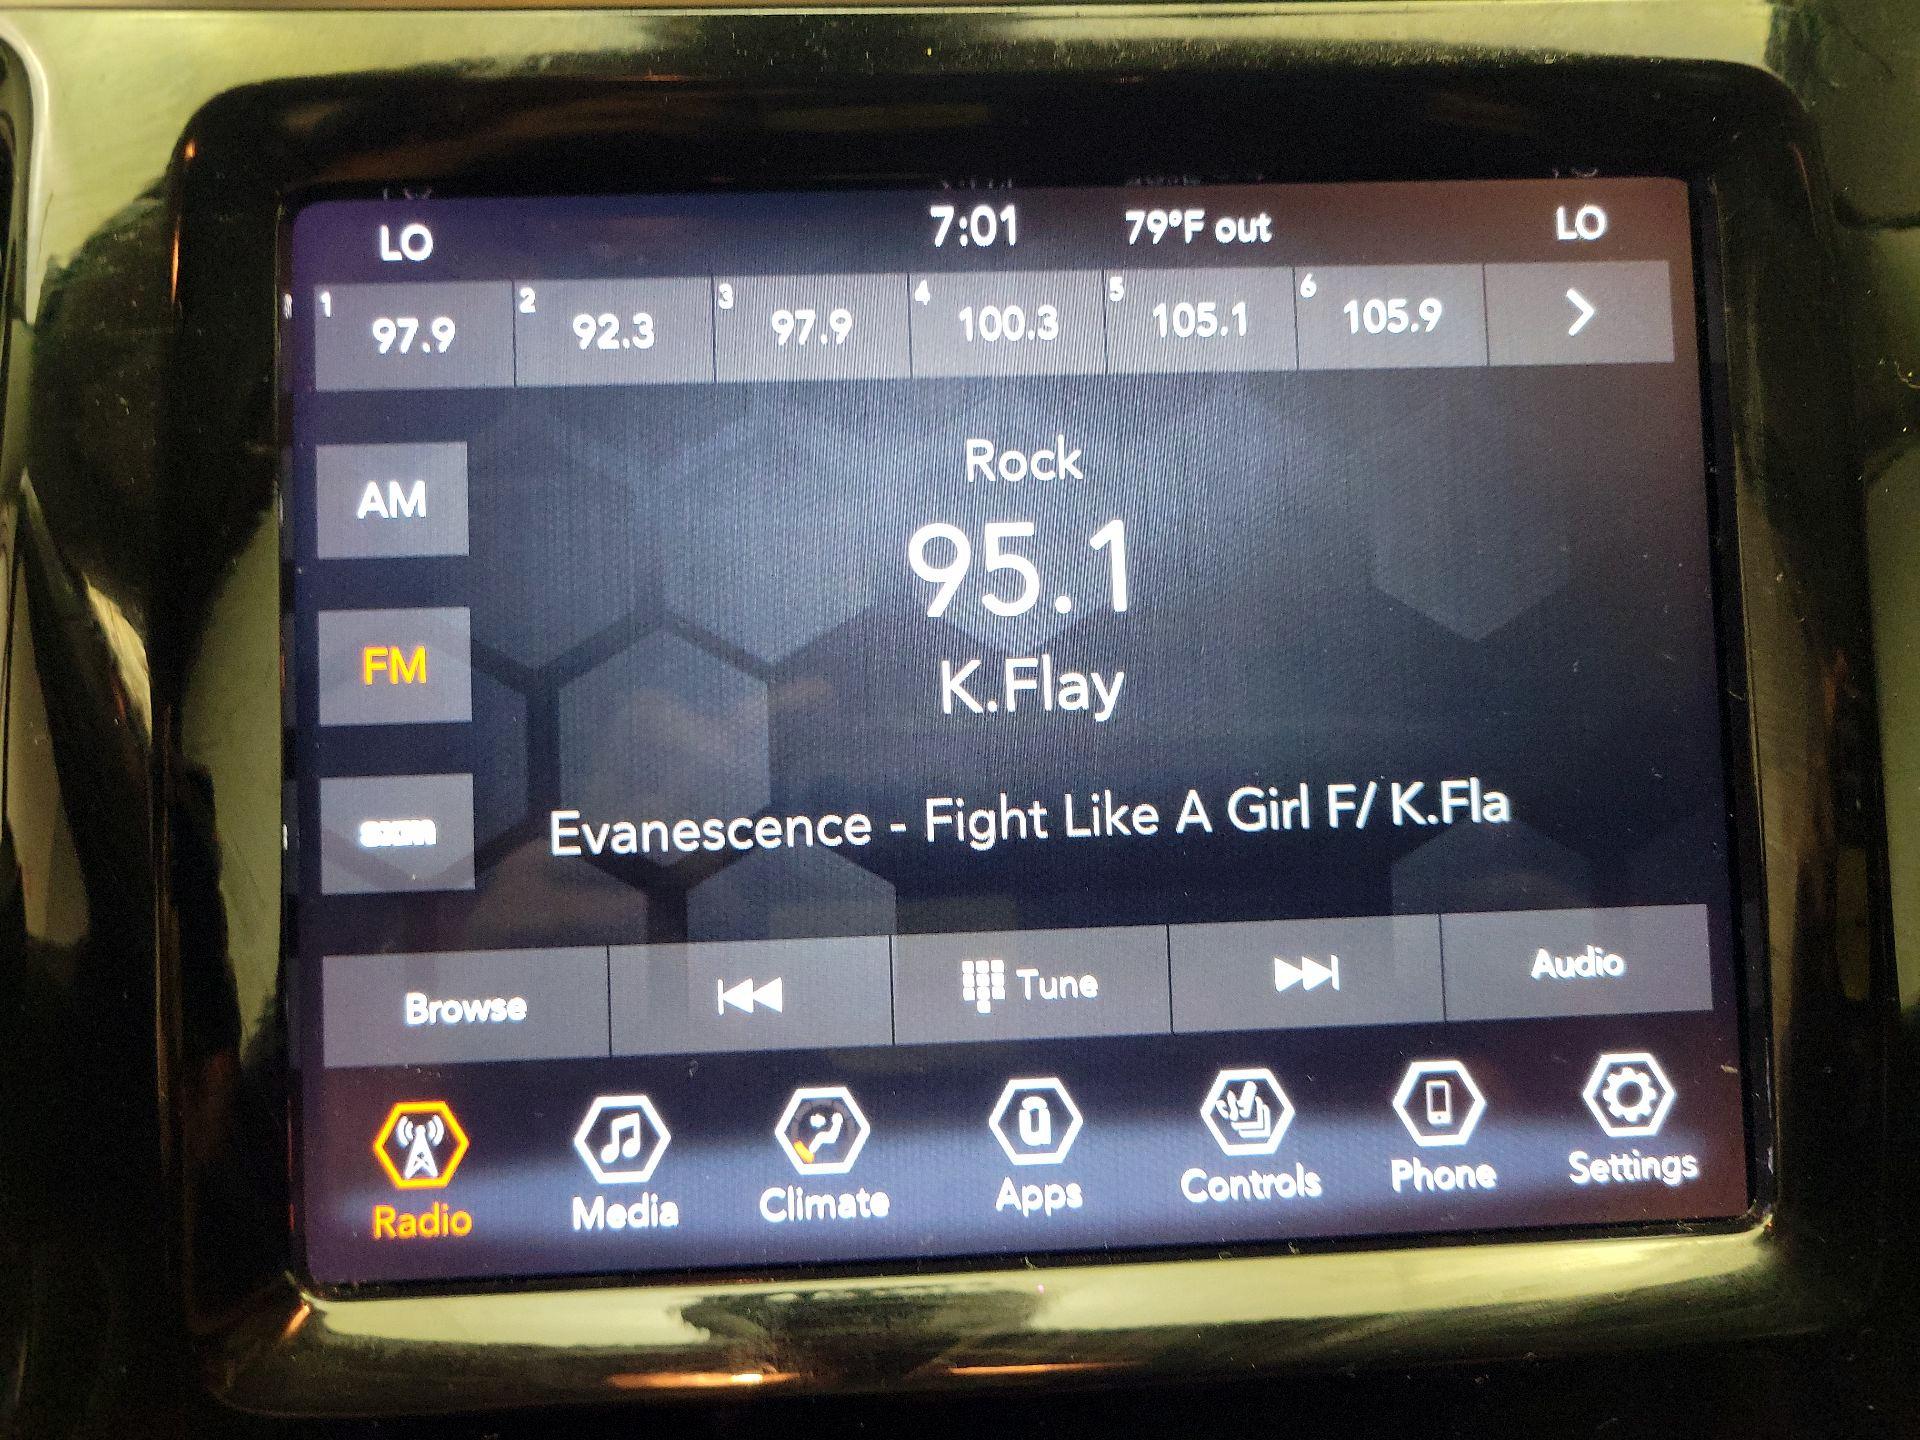 LO 7:01 79°F out LO
1 97.9 2 92.3 3 97.9 4 100.3 5 105.1 6 105.9
Rock
AM
95.1
FM
K.Flay
Evanescence - Fight Like A Girl F/ K.Fla
sxm
Browse Tune Audio
Radio Media Climate Apps Controls Phone Settings